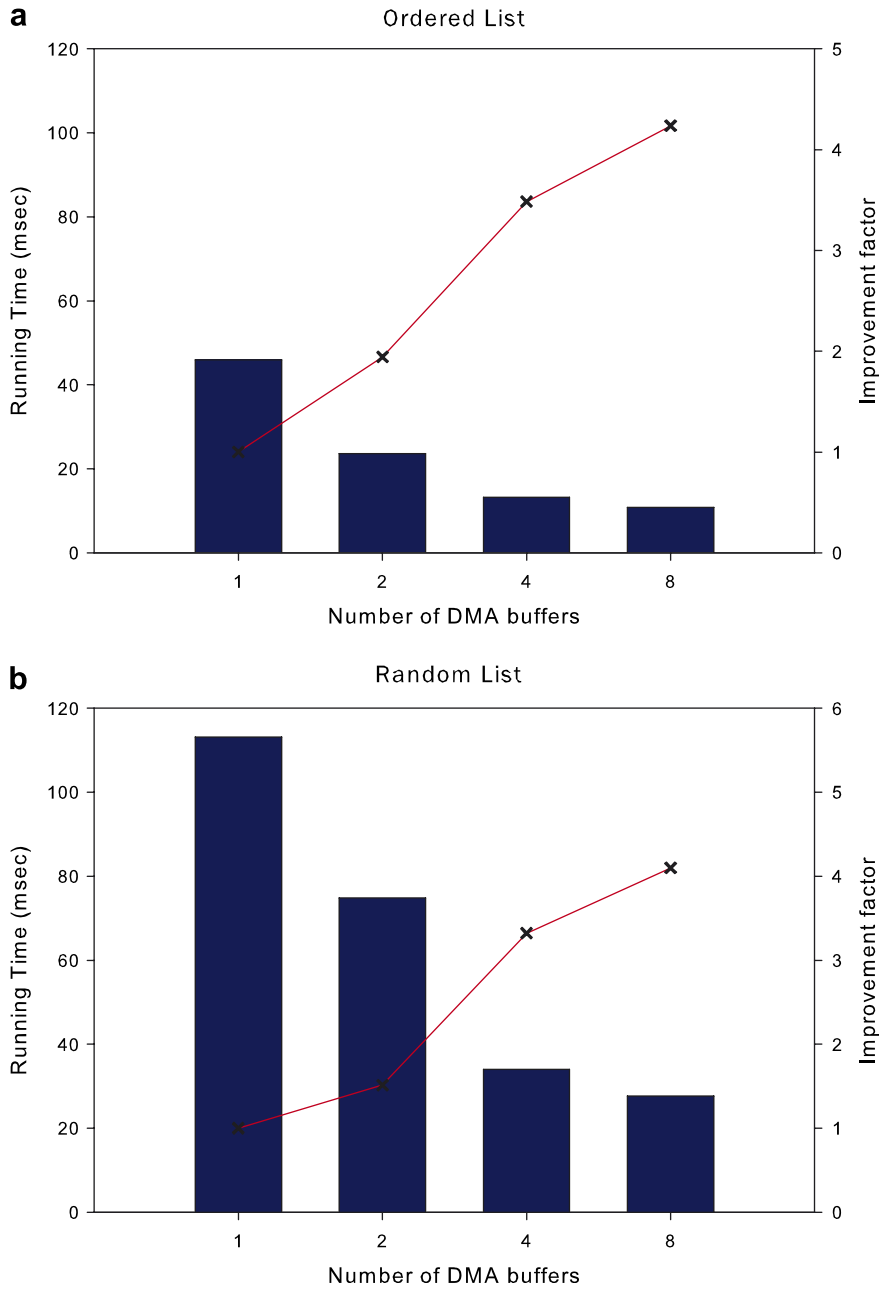 a
Ordered List
120
100
80
60
40
20
0
5
4
3
2
1
0
Running Time (msec)
Improvement factor
1 2 4 8
Number of DMA buffers
b
Random List
120
100
80
60
40
20
0
6
5
4
3
2
1
0
Running Time (msec)
Improvement factor
1 2 4 8
Number of DMA buffers